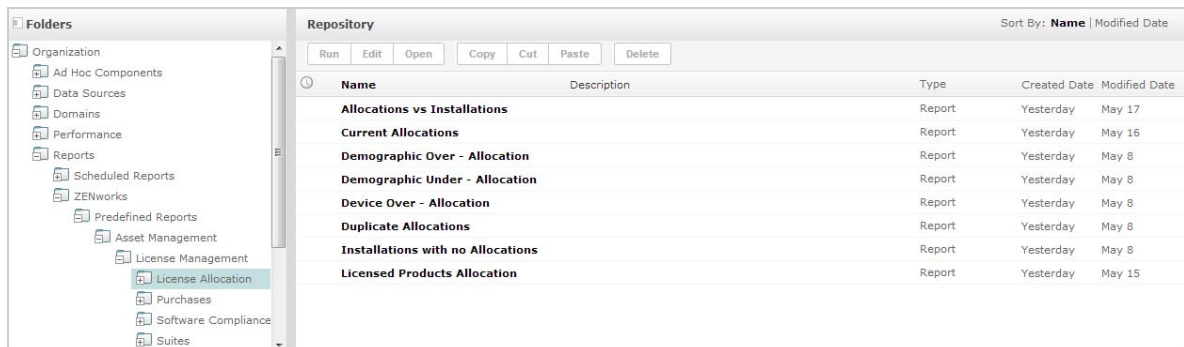 Folders
Organization
Ad Hoc Components
Data Sources
Domains
Performance
Reports
Scheduled Reports
ZENworks
Predefined Reports
Asset Management
License Management
License Allocation
Purchases
Software Compliance
Suites
Repository
Sort By: Name | Modified Date
Run Edit Open Copy Cut Paste Delete
Name Description Type Created Date Modified Date
Allocations vs Installations Report Yesterday May 17
Current Allocations Report Yesterday May 16
Demographic Over - Allocation Report Yesterday May 8
Demographic Under - Allocation Report Yesterday May 8
Device Over - Allocation Report Yesterday May 8
Duplicate Allocations Report Yesterday May 8
Installations with no Allocations Report Yesterday May 8
Licensed Products Allocation Report Yesterday May 15